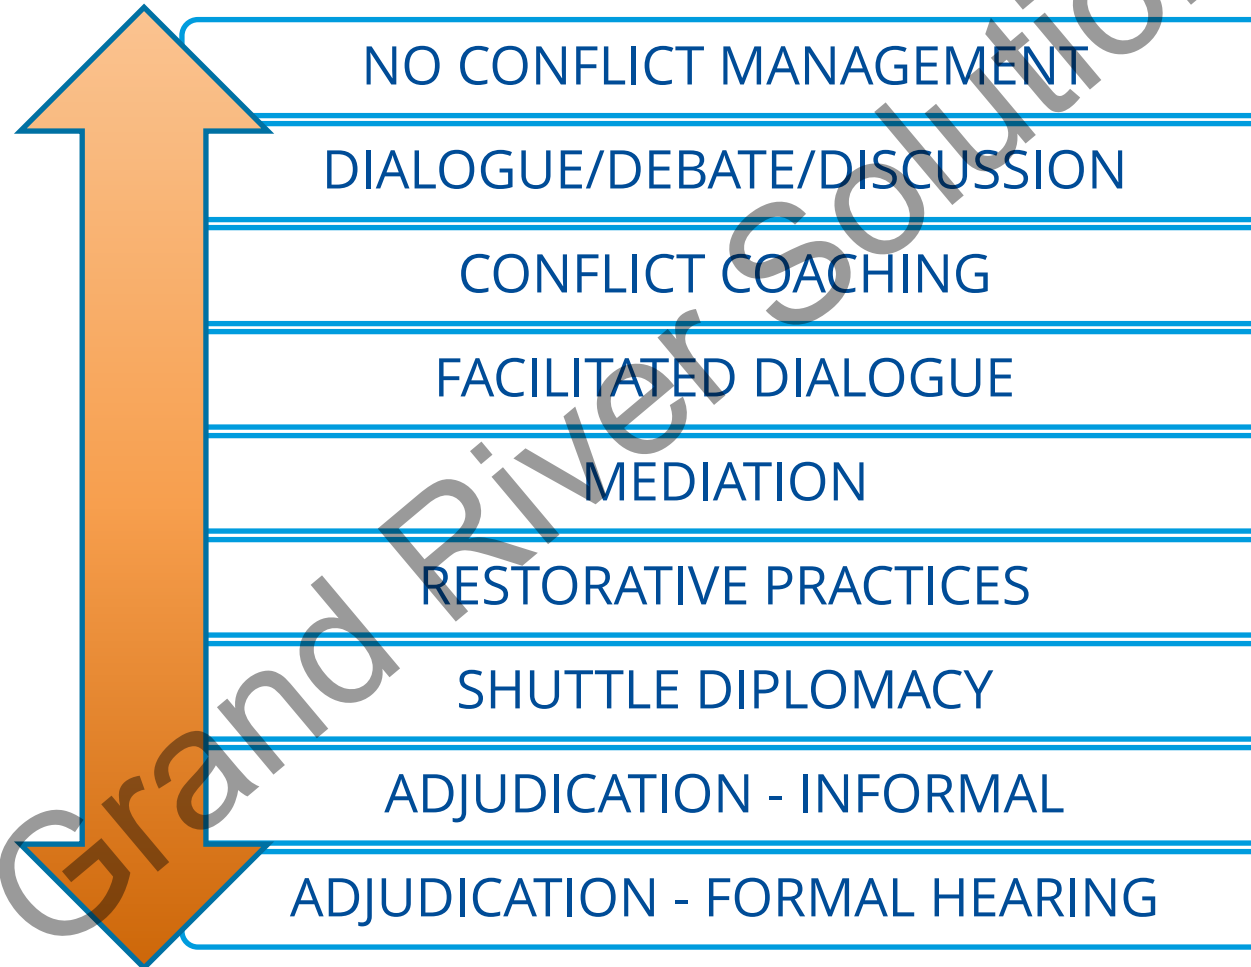 NO CONFLICT MANAGEMENT
DIALOGUE/DEBATE/DISCUSSION
CONFLICT COACHING
FACILITATED DIALOGUE
MEDIATION
RESTORATIVE PRACTICES
SHUTTLE DIPLOMACY
ADJUDICATION - INFORMAL
ADJUDICATION - FORMAL HEARING
Grand River Solution